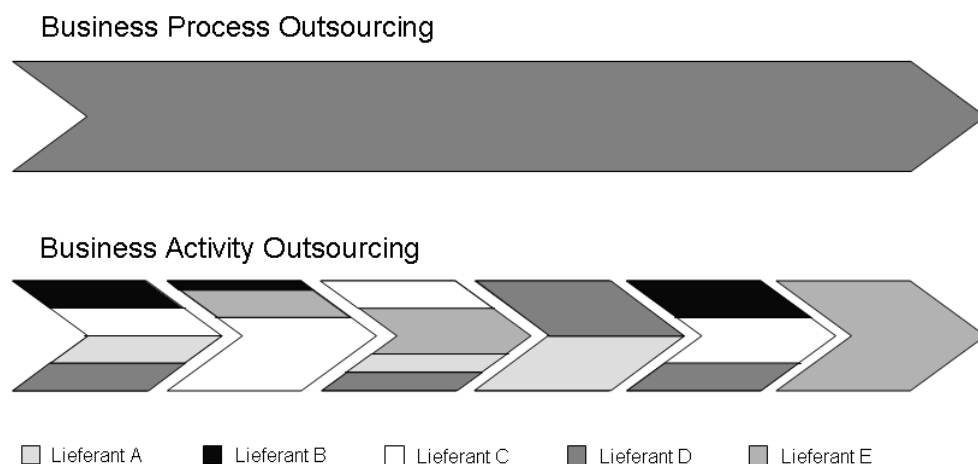 Business Process Outsourcing
Business Activity Outsourcing
Lieferant A Lieferant B Lieferant C Lieferant D Lieferant E